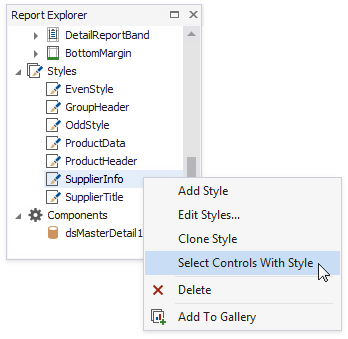 Report Explorer
DetailReportBand
BottomMargin
Styles
EvenStyle
GroupHeader
OddStyle
ProductData
ProductHeader
SupplierInfo
SupplierTitle
Components
dsMasterDetail1
Add Style
Edit Styles...
Clone Style
Select Controls With Style
Delete
Add To Gallery